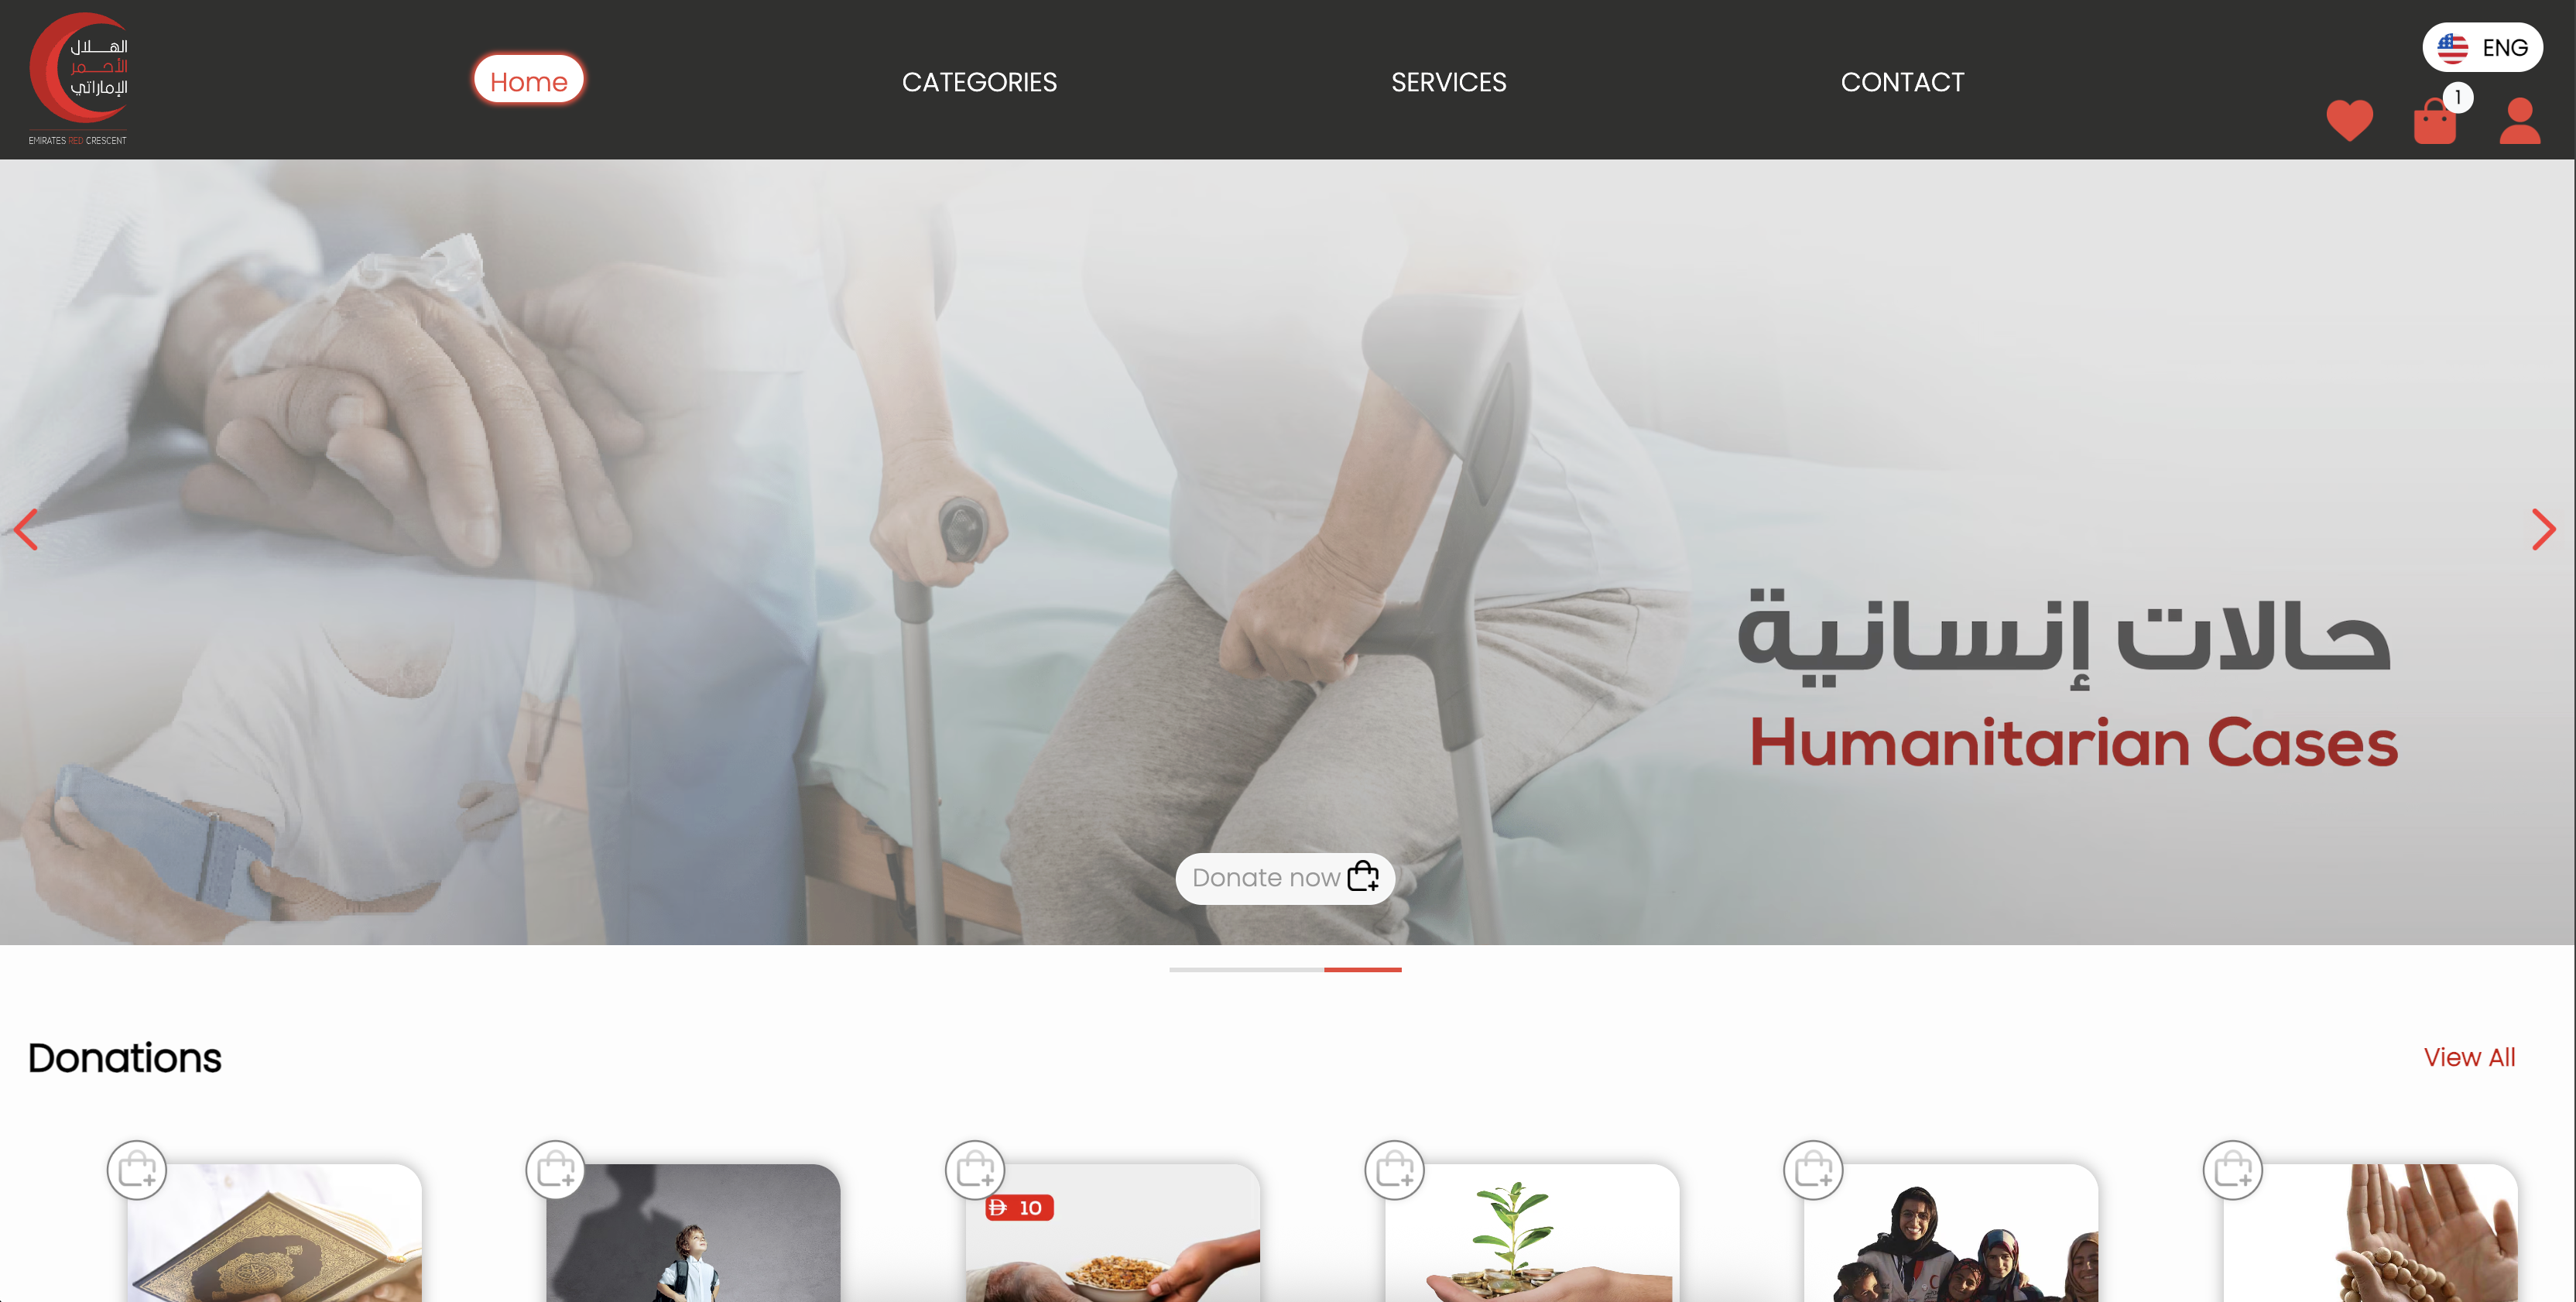 الهلال
الأحمر
الإماراتي
EMIRATES RED CRESCENT
Home
CATEGORIES
SERVICES
CONTACT
ENG
1
حالات إنسانية
Humanitarian Cases
Donate now
Donations
View All
10